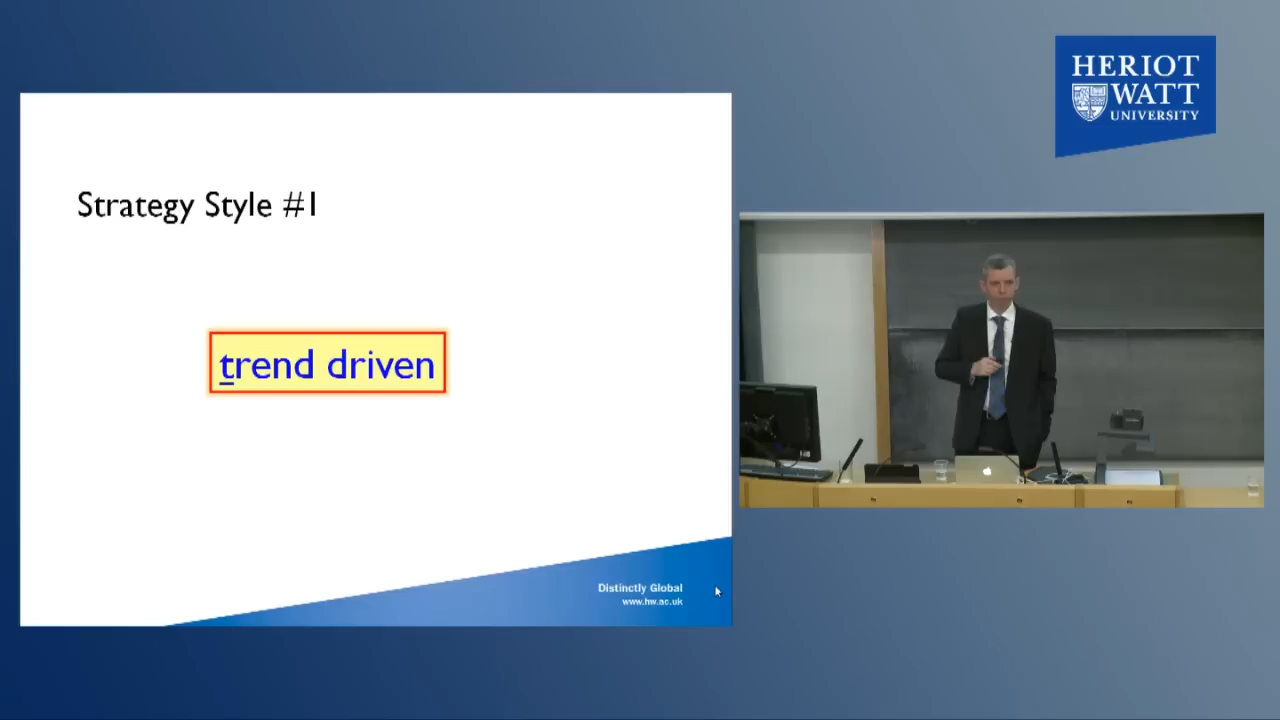 HERIOT
WATT
UNIVERSITY
Strategy Style #1
trend driven
Distinctly Global
www.hw.ac.uk